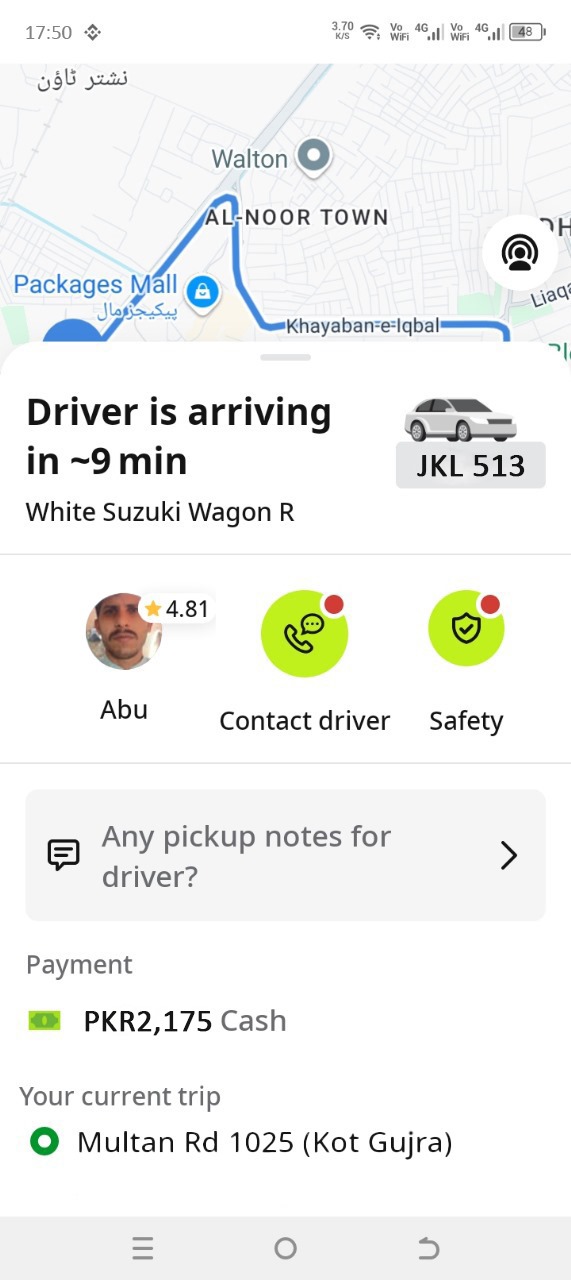 17:50
3.70
K/S
Vo
WiFi
4G
Vo
WiFi
4G
48
نشتر ٹاؤن
Walton
AL-NOOR TOWN
DH
Packages Mall
پیکیجز مال
Liaqa
Khayaban-e-Iqbal
Driver is arriving
in ~9 min
JKL 513
White Suzuki Wagon R
4.81
Abu
Contact driver
Safety
Any pickup notes for
driver?
Payment
PKR2,175 Cash
Your current trip
Multan Rd 1025 (Kot Gujra)